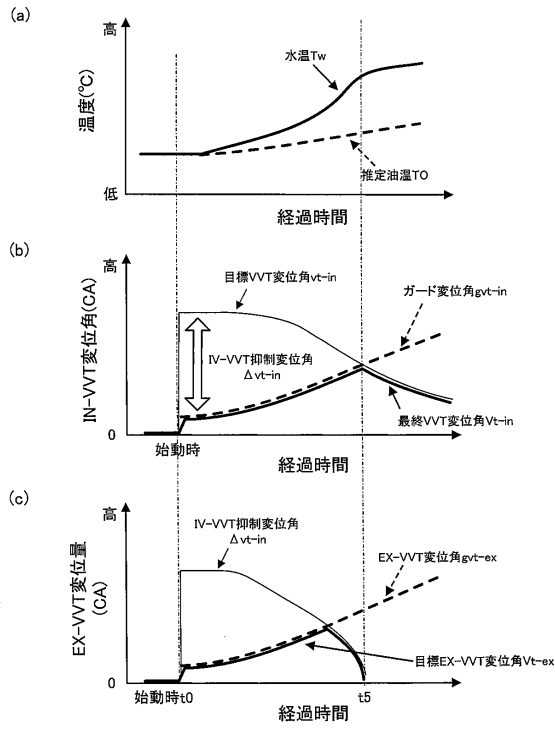 (a)
高
温度(℃)
水温Tw
推定油温TO
低
経過時間
(b)
高
IN-VVT変位角(CA)
目標VVT変位角vt-in
ガード変位角gvt-in
IV-VVT抑制変位角
Δvt-in
最終VVT変位角Vt-in
0
始動時
経過時間
(c)
高
EX-VVT変位量
(CA)
IV-VVT抑制変位角
Δvt-in
EX-VVT変位角gvt-ex
目標EX-VVT変位角Vt-ex
0
始動時t0
t5
経過時間